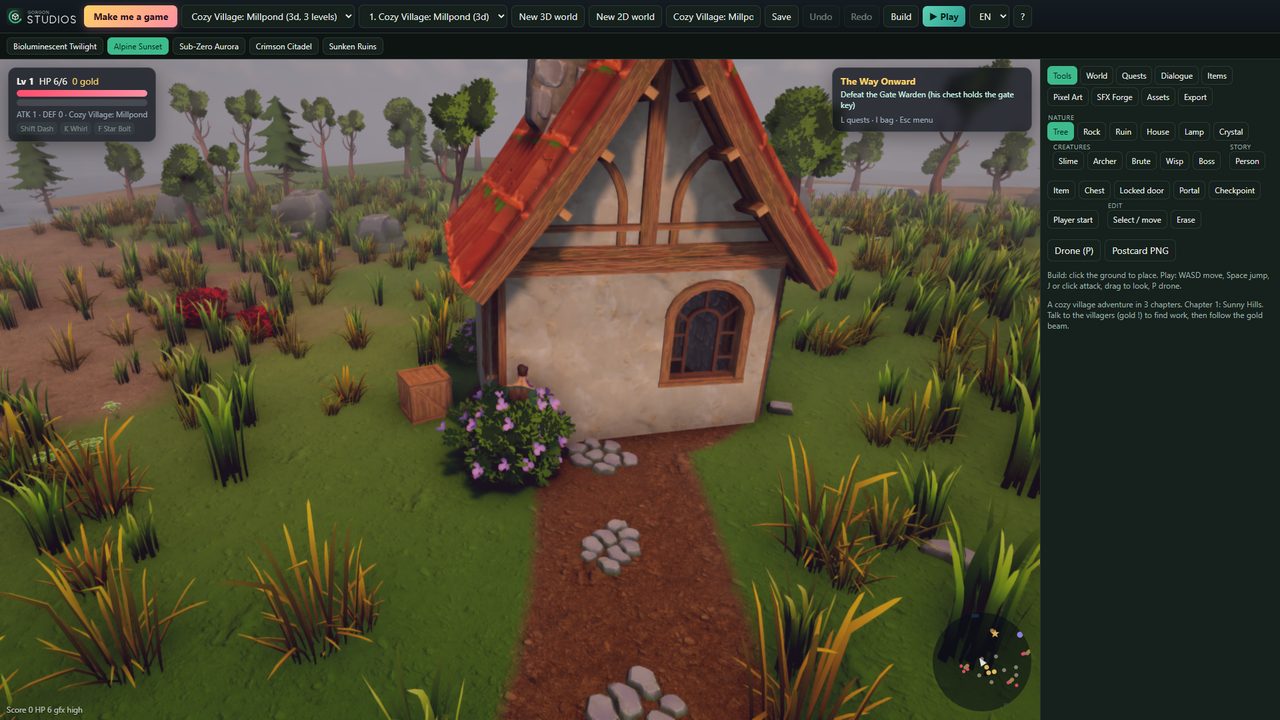 GORGON
STUDIOS
Make me a game
Cozy Village: Millpond (3d, 3 levels)
1. Cozy Village: Millpond (3d)
New 3D world
New 2D world
Cozy Village: Millpc
Save
Undo
Redo
Build
▶ Play
EN
?
Bioluminescent Twilight
Alpine Sunset
Sub-Zero Aurora
Crimson Citadel
Sunken Ruins
Lv 1 HP 6/6 0 gold
ATK 1 · DEF 0 · Cozy Village: Millpond
Shift Dash
K Whirl
F Star Bolt
The Way Onward
Defeat the Gate Warden (his chest holds the gate
key)
L quests · I bag · Esc menu
Tools
World
Quests
Dialogue
Items
Pixel Art
SFX Forge
Assets
Export
NATURE
Tree
Rock
Ruin
House
Lamp
Crystal
CREATURES
Slime
Archer
Brute
Wisp
Boss
STORY
Person
Item
Chest
Locked door
Portal
Checkpoint
Player start
EDIT
Select / move
Erase
Drone (P)
Postcard PNG
Build: click the ground to place. Play: WASD move, Space jump,
J or click attack, drag to look, P drone.
A cozy village adventure in 3 chapters. Chapter 1: Sunny Hills.
Talk to the villagers (gold !) to find work, then follow the gold
beam.
Score 0 HP 6 gfx high